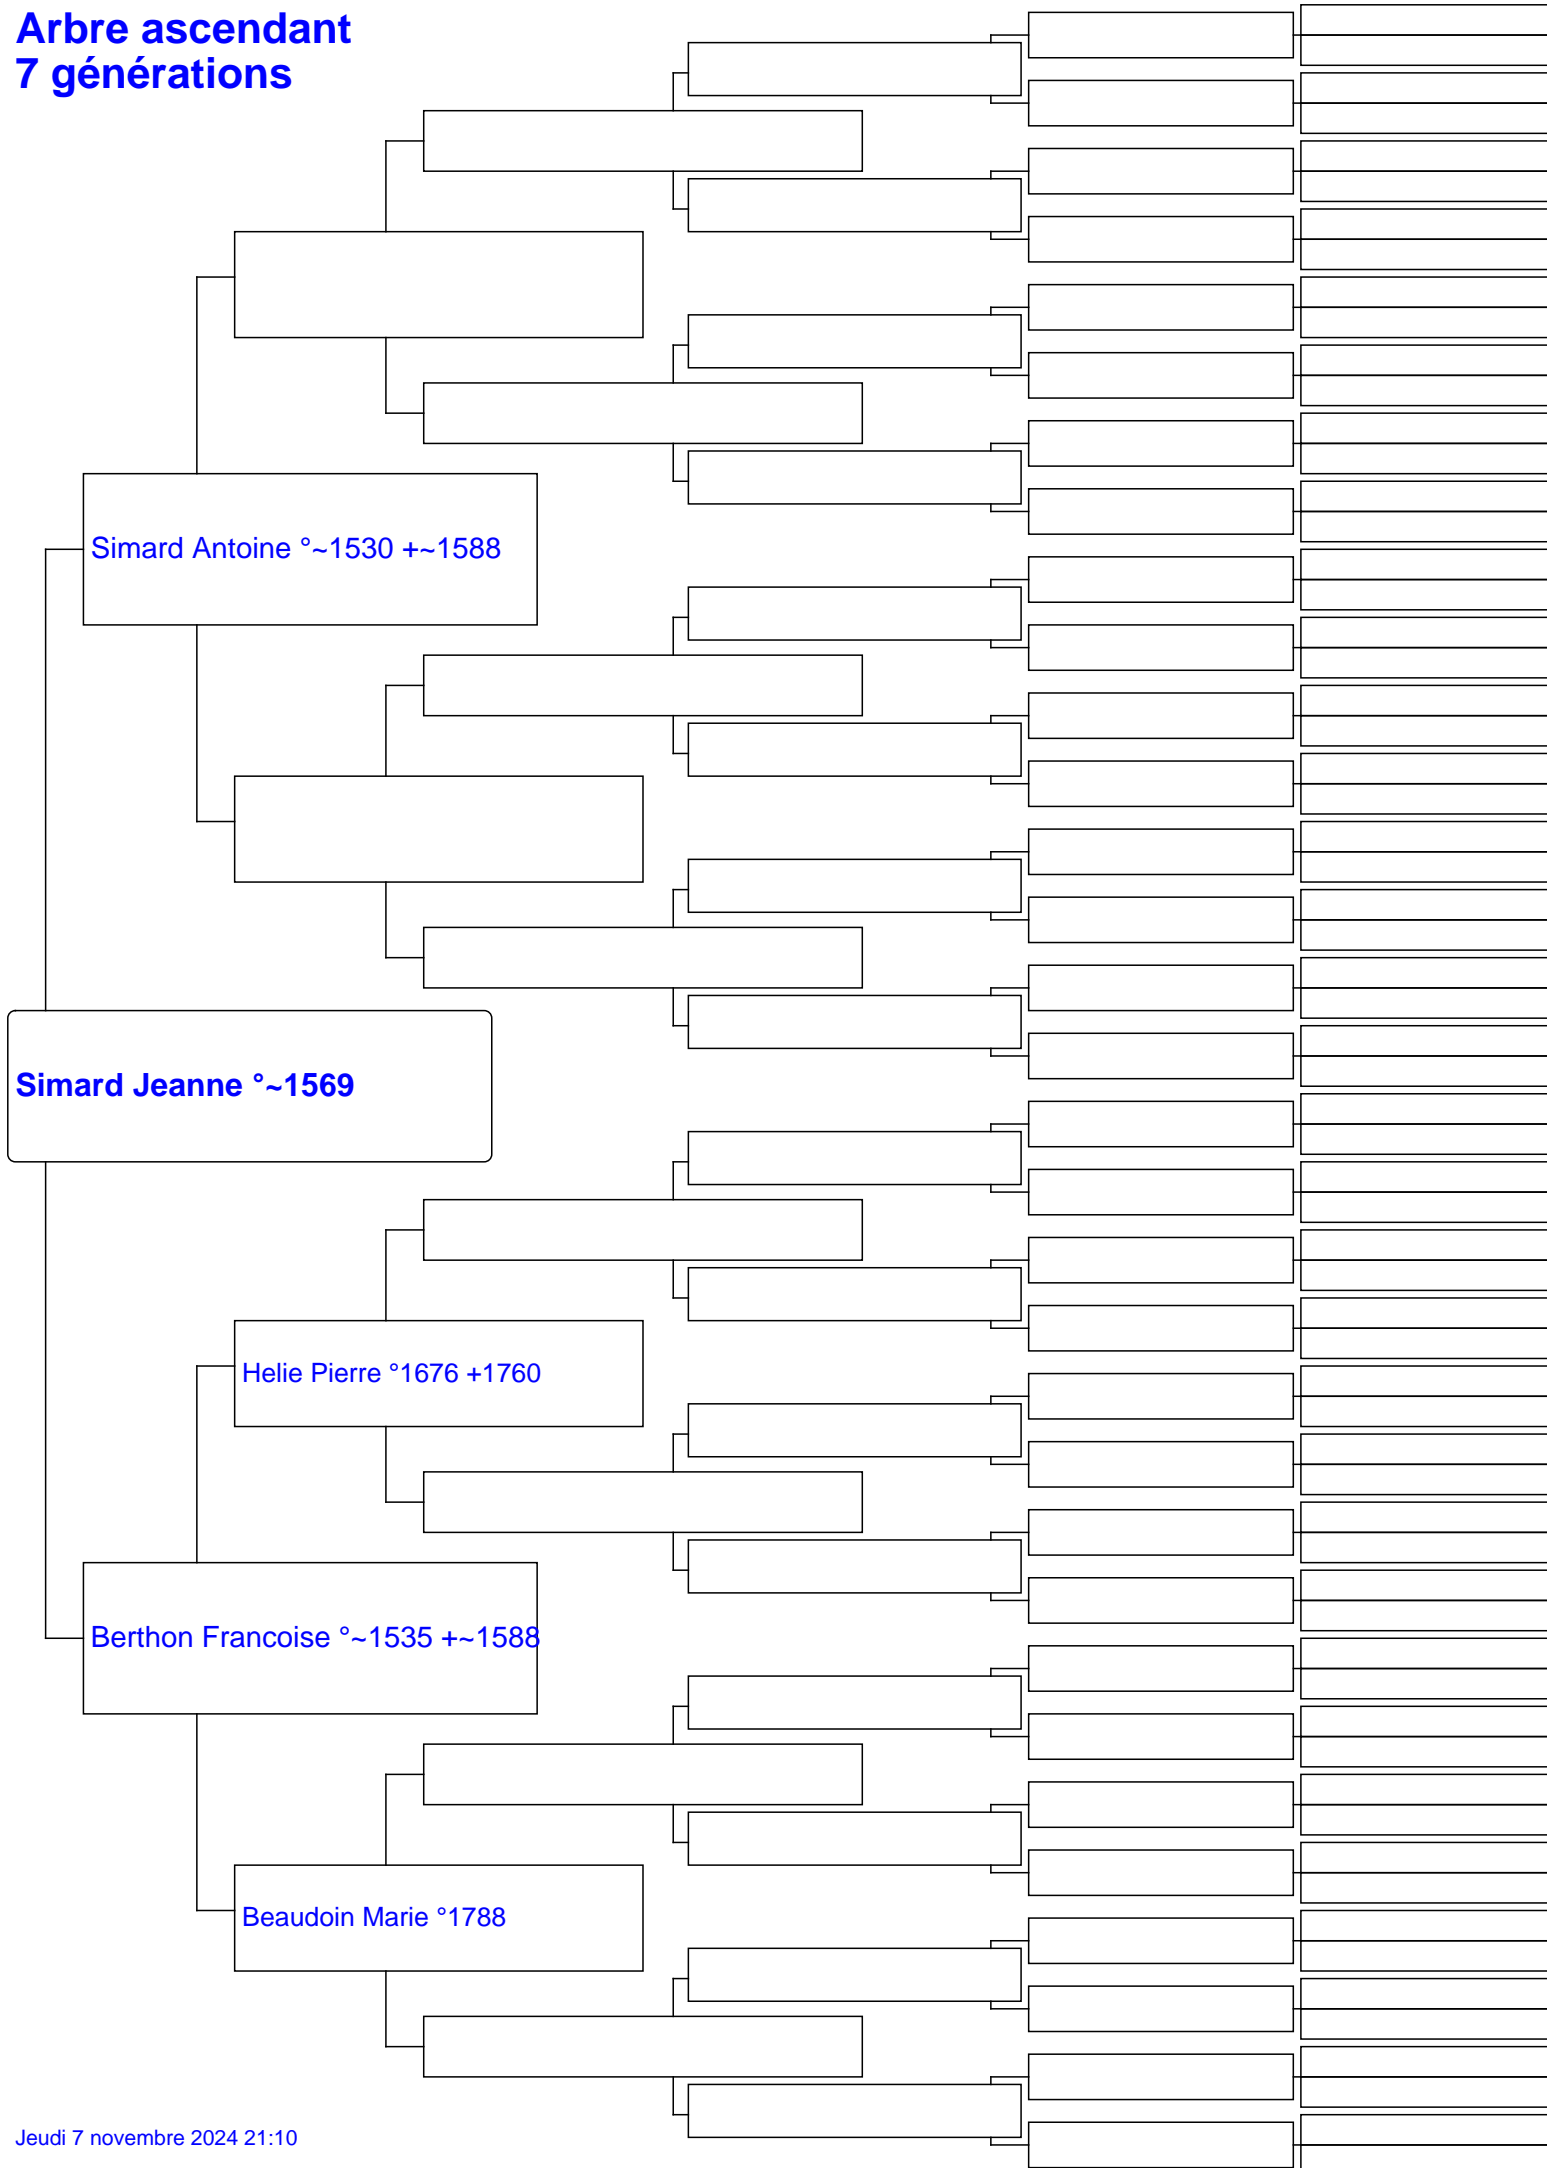 Arbre ascendant
7 générations
Simard Antoine °~1530 +~1588
Simard Jeanne °~1569
Helie Pierre °1676 +1760
Berthon Francoise °~1535 +~1588
Beaudoin Marie °1788
Jeudi 7 novembre 2024 21:10